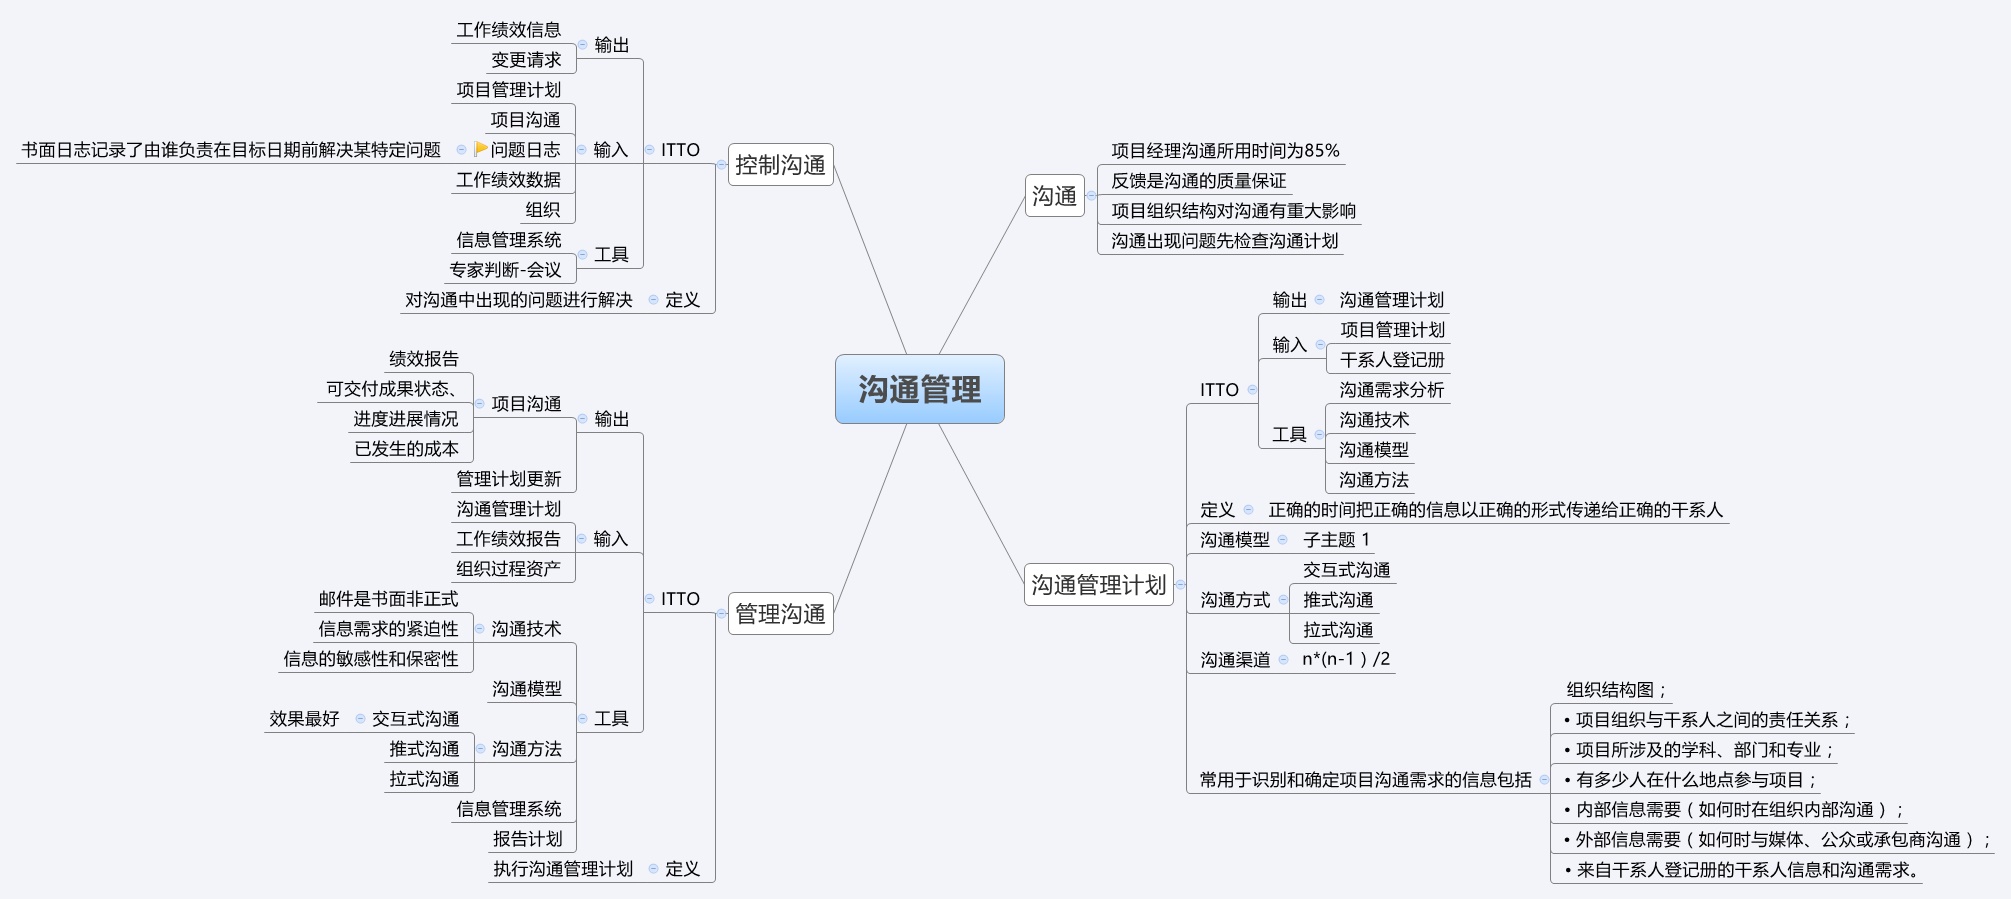 沟通管理
沟通
项目经理沟通所用时间为85%
反馈是沟通的质量保证
项目组织结构对沟通有重大影响
沟通出现问题先检查沟通计划
沟通管理计划
ITTO
输出
沟通管理计划
输入
项目管理计划
干系人登记册
工具
沟通需求分析
沟通技术
沟通模型
沟通方法
定义
正确的时间把正确的信息以正确的形式传递给正确的干系人
沟通模型
子主题 1
沟通方式
交互式沟通
推式沟通
拉式沟通
沟通渠道
n*(n-1）/2
常用于识别和确定项目沟通需求的信息包括
组织结构图；
• 项目组织与干系人之间的责任关系；
• 项目所涉及的学科、部门和专业；
• 有多少人在什么地点参与项目；
• 内部信息需要（如何时在组织内部沟通）；
• 外部信息需要（如何时与媒体、公众或承包商沟通）；
• 来自干系人登记册的干系人信息和沟通需求。
控制沟通
ITTO
输出
工作绩效信息
变更请求
输入
项目管理计划
项目沟通
问题日志
书面日志记录了由谁负责在目标日期前解决某特定问题
工作绩效数据
组织
工具
信息管理系统
专家判断-会议
定义
对沟通中出现的问题进行解决
管理沟通
ITTO
输出
项目沟通
绩效报告
可交付成果状态、
进度进展情况
已发生的成本
管理计划更新
输入
沟通管理计划
工作绩效报告
组织过程资产
工具
沟通技术
邮件是书面非正式
信息需求的紧迫性
信息的敏感性和保密性
沟通模型
沟通方法
交互式沟通
效果最好
推式沟通
拉式沟通
信息管理系统
报告计划
定义
执行沟通管理计划